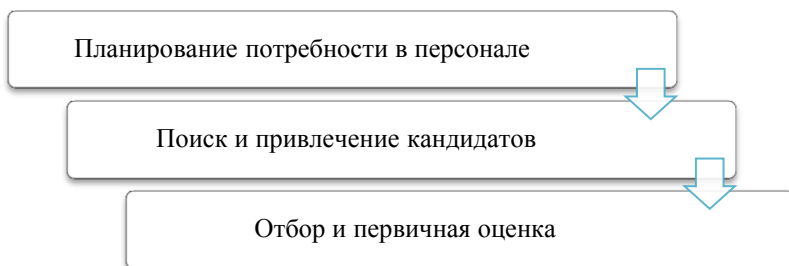 Планирование потребности в персонале
Поиск и привлечение кандидатов
Отбор и первичная оценка